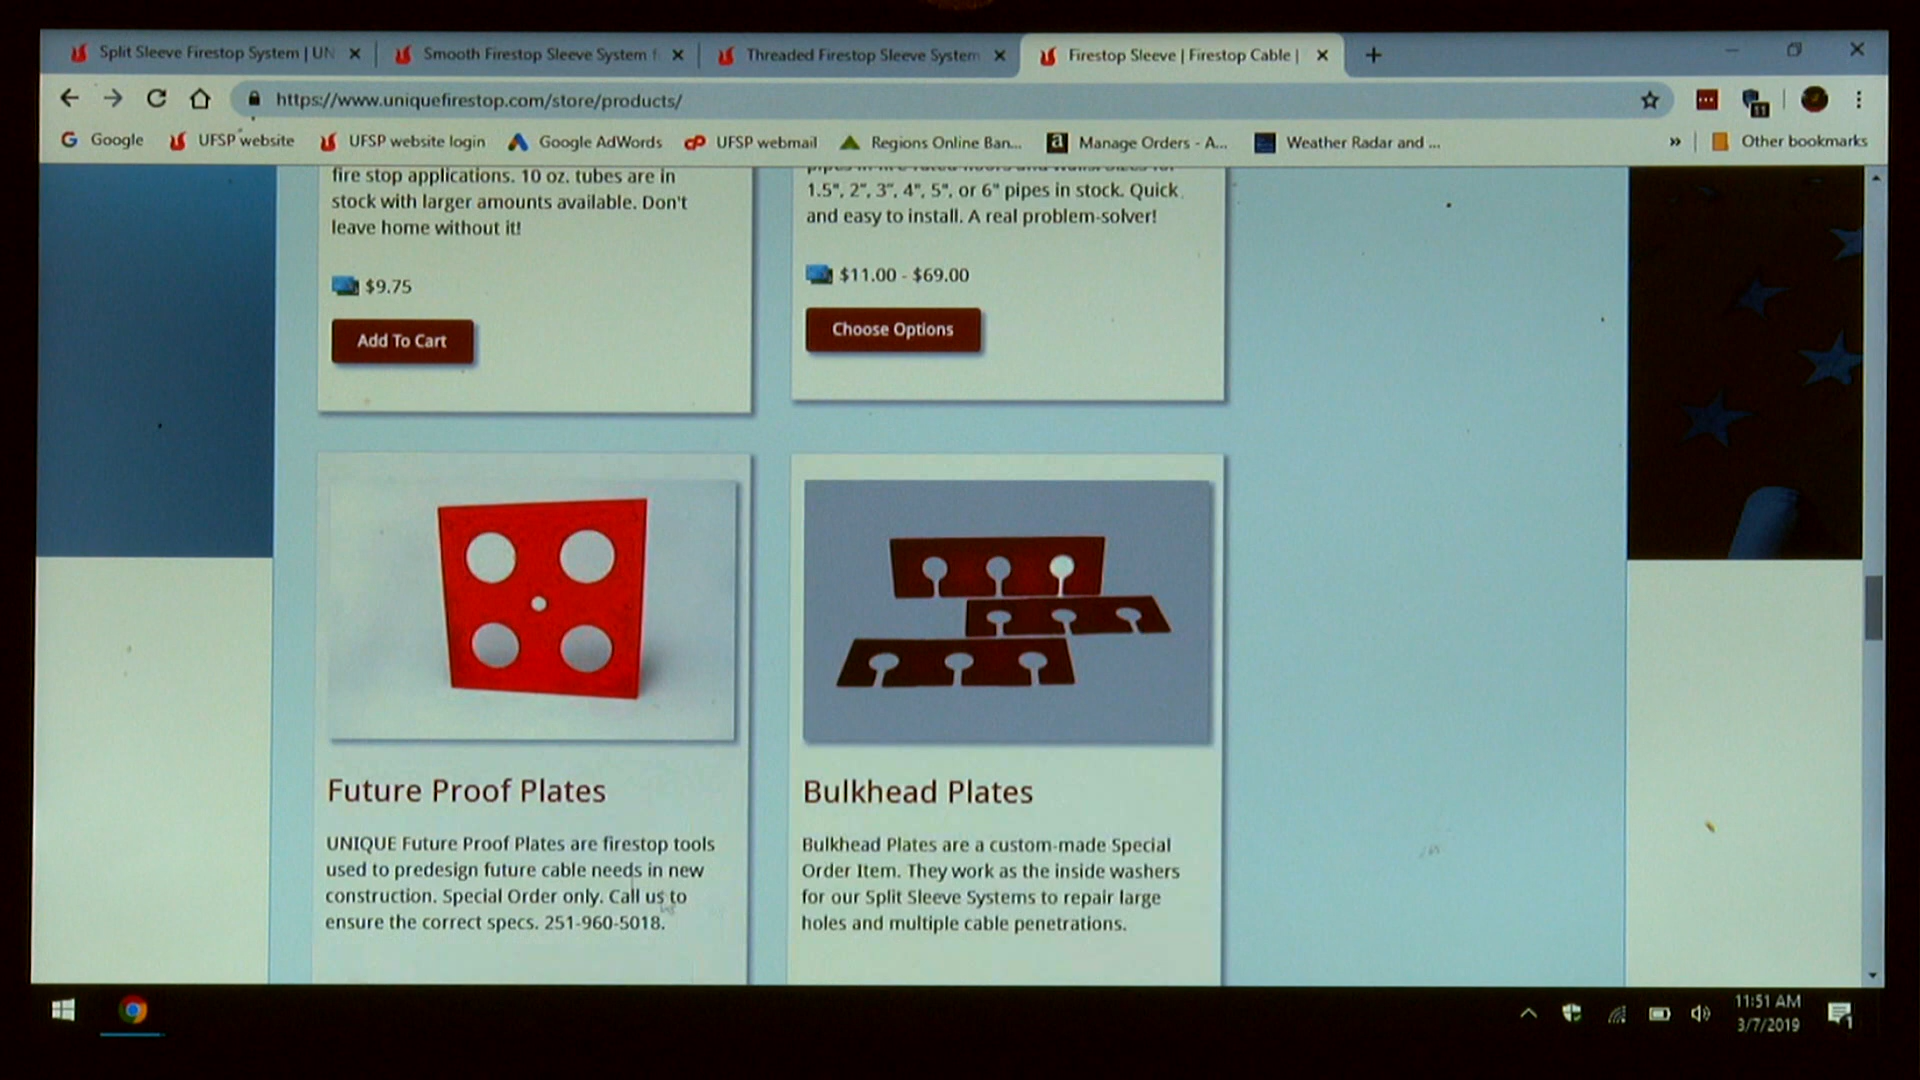 Split Sleeve Firestop System | UN
Smooth Firestop Sleeve System f
Threaded Firestop Sleeve System
Firestop Sleeve | Firestop Cable |
https://www.uniquefirestop.com/store/products/
11
Google
UFSP website
UFSP website login
Google AdWords
cP UFSP webmail
Regions Online Ban...
a Manage Orders - A...
Weather Radar and ...
Other bookmarks
fire stop applications. 10 oz. tubes are in
stock with larger amounts available. Don't
leave home without it!
$9.75
Add To Cart
1.5", 2", 3", 4", 5", or 6" pipes in stock. Quick
and easy to install. A real problem-solver!
$11.00 - $69.00
Choose Options
Future Proof Plates
UNIQUE Future Proof Plates are firestop tools
used to predesign future cable needs in new
construction. Special Order only. Call us to
ensure the correct specs. 251-960-5018.
Bulkhead Plates
Bulkhead Plates are a custom-made Special
Order Item. They work as the inside washers
for our Split Sleeve Systems to repair large
holes and multiple cable penetrations.
11:51 AM
3/7/2019
1